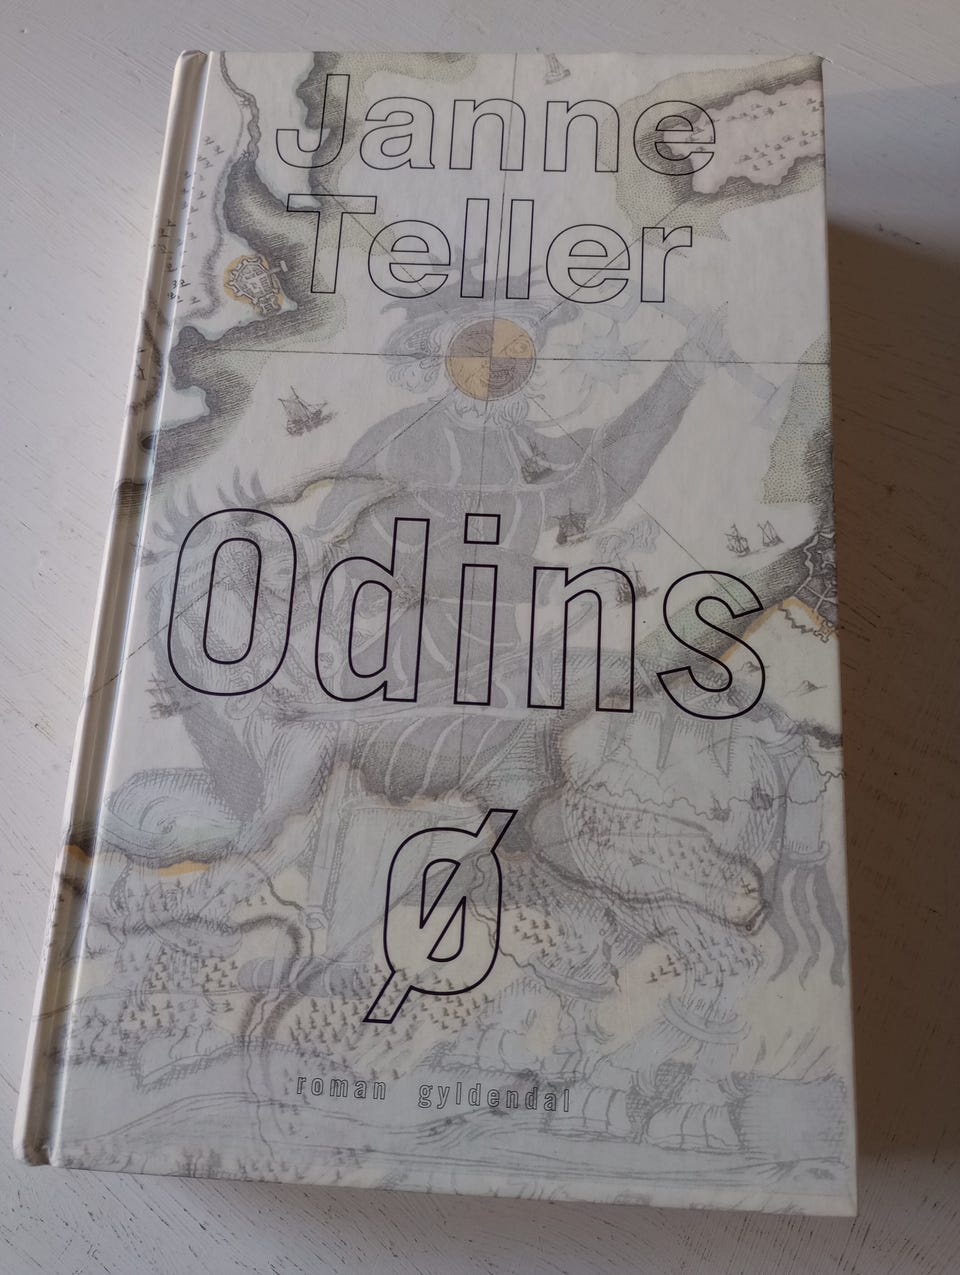 Janne
Teller
Odins
Ø
roman gyldendal